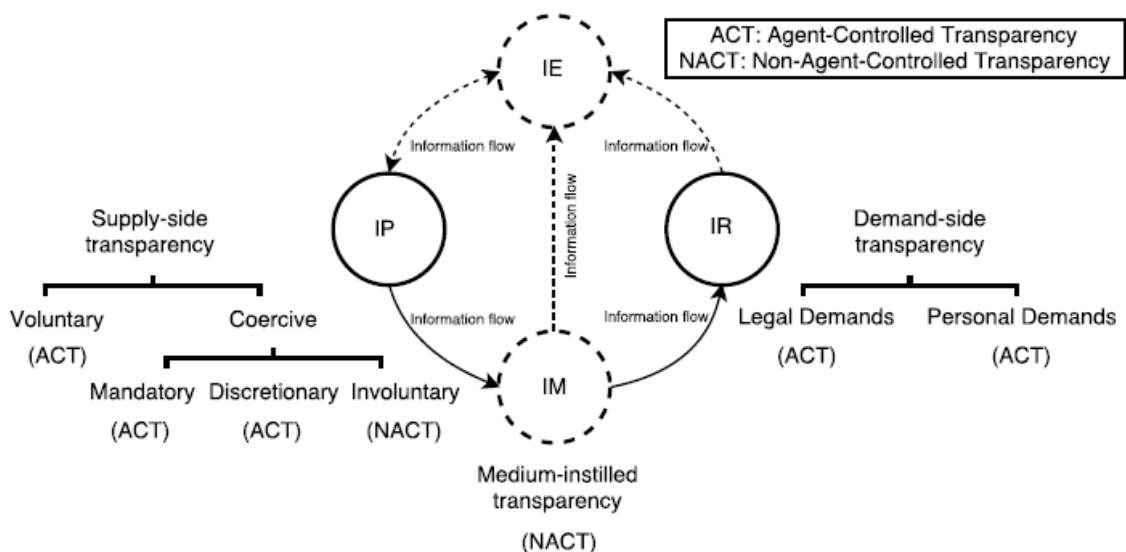 ACT: Agent-Controlled Transparency
NACT: Non-Agent-Controlled Transparency
IE
Information flow
Information flow
Information flow
IP
IR
Supply-side
transparency
Demand-side
transparency
Voluntary
(ACT)
Coercive
Information flow
Information flow
Legal Demands
(ACT)
Personal Demands
(ACT)
Mandatory
(ACT)
Discretionary
(ACT)
Involuntary
(NACT)
IM
Medium-instilled
transparency
(NACT)